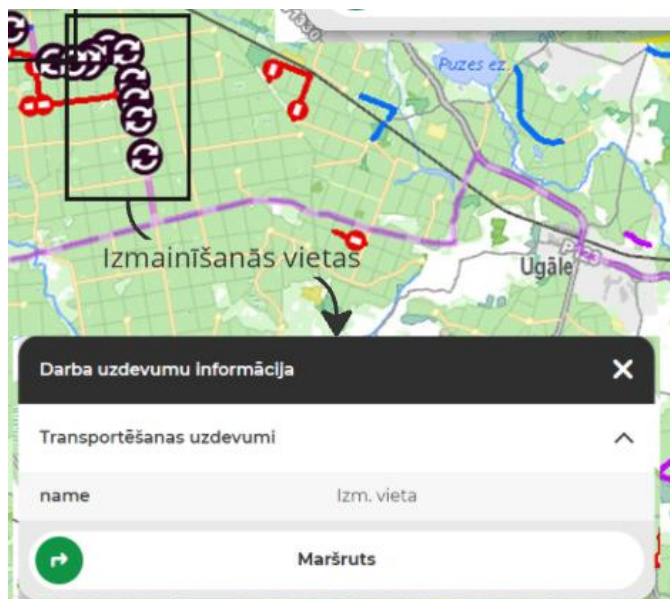 Puzes ez.
Izmainīšanās vietas
Ugāle
Darba uzdevumu informācija
Transportēšanas uzdevumi
name Izm. vieta
Maršruts